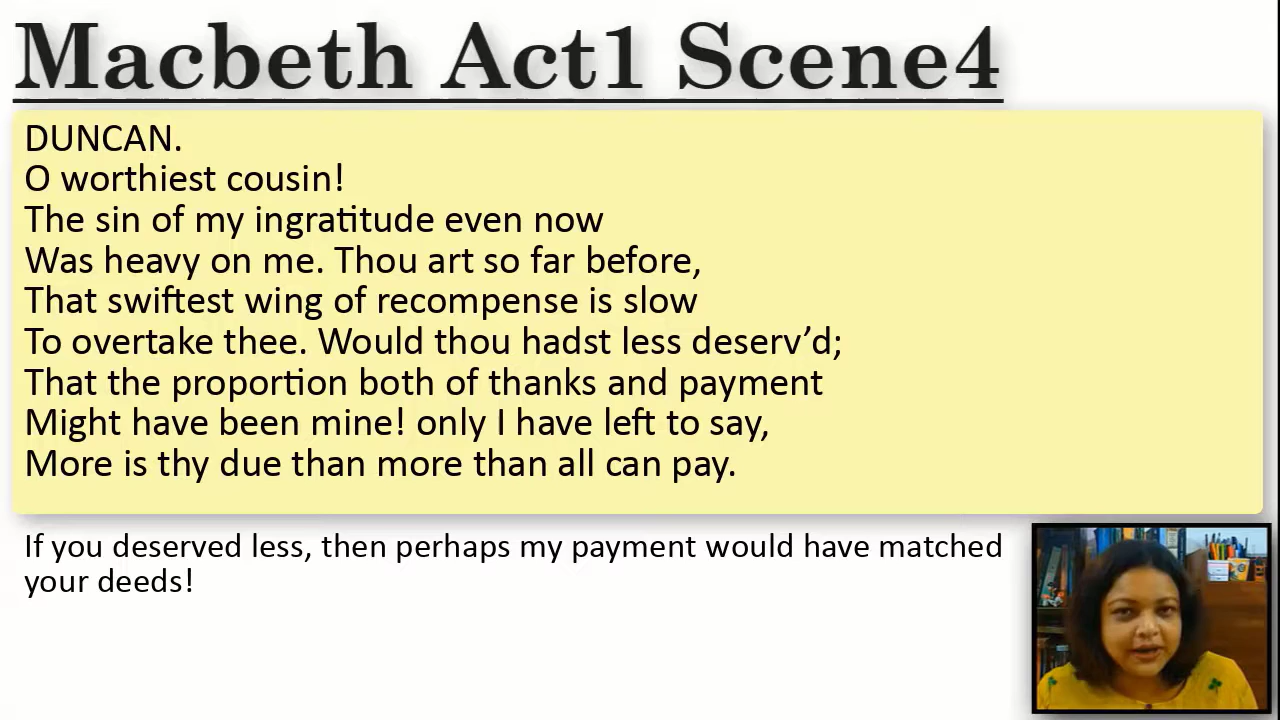 Macbeth Act1 Scene4
DUNCAN.
O worthiest cousin!
The sin of my ingratitude even now
Was heavy on me. Thou art so far before,
That swiftest wing of recompense is slow
To overtake thee. Would thou hadst less deserv’d;
That the proportion both of thanks and payment
Might have been mine! only I have left to say,
More is thy due than more than all can pay.
If you deserved less, then perhaps my payment would have matched
your deeds!